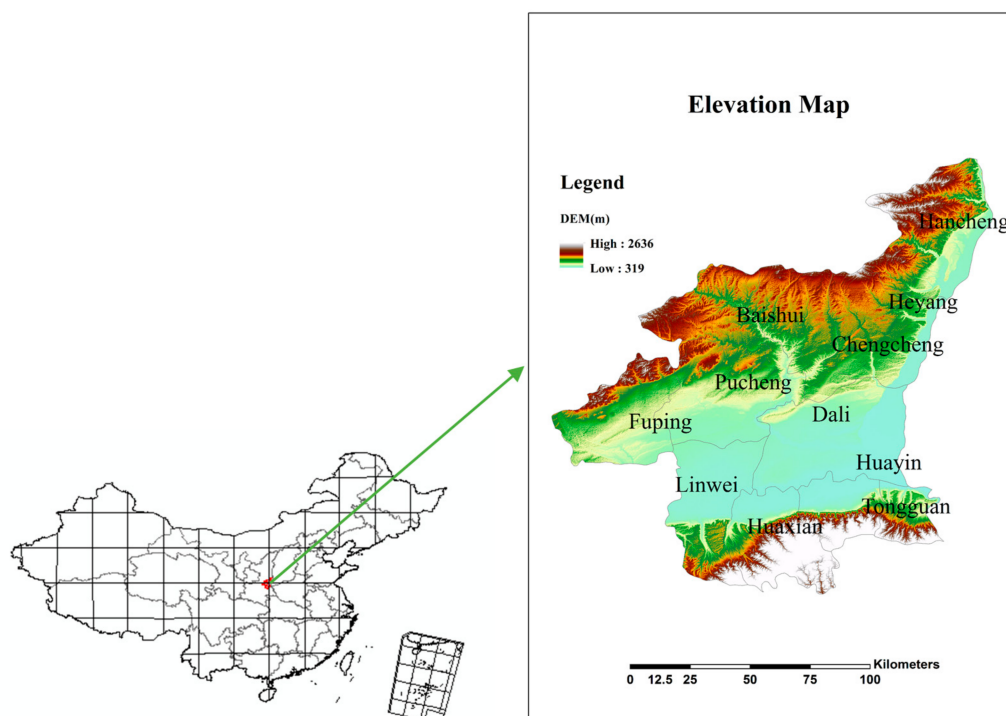 Elevation Map
Legend
DEM(m)
High : 2636
Low : 319
Hancheng
Heyang
Baishui
Chengcheng
Pucheng
Fuping
Dali
Huayin
Linwei
Tongguan
Huaxian
Kilometers
0 12.5 25 50 75 100